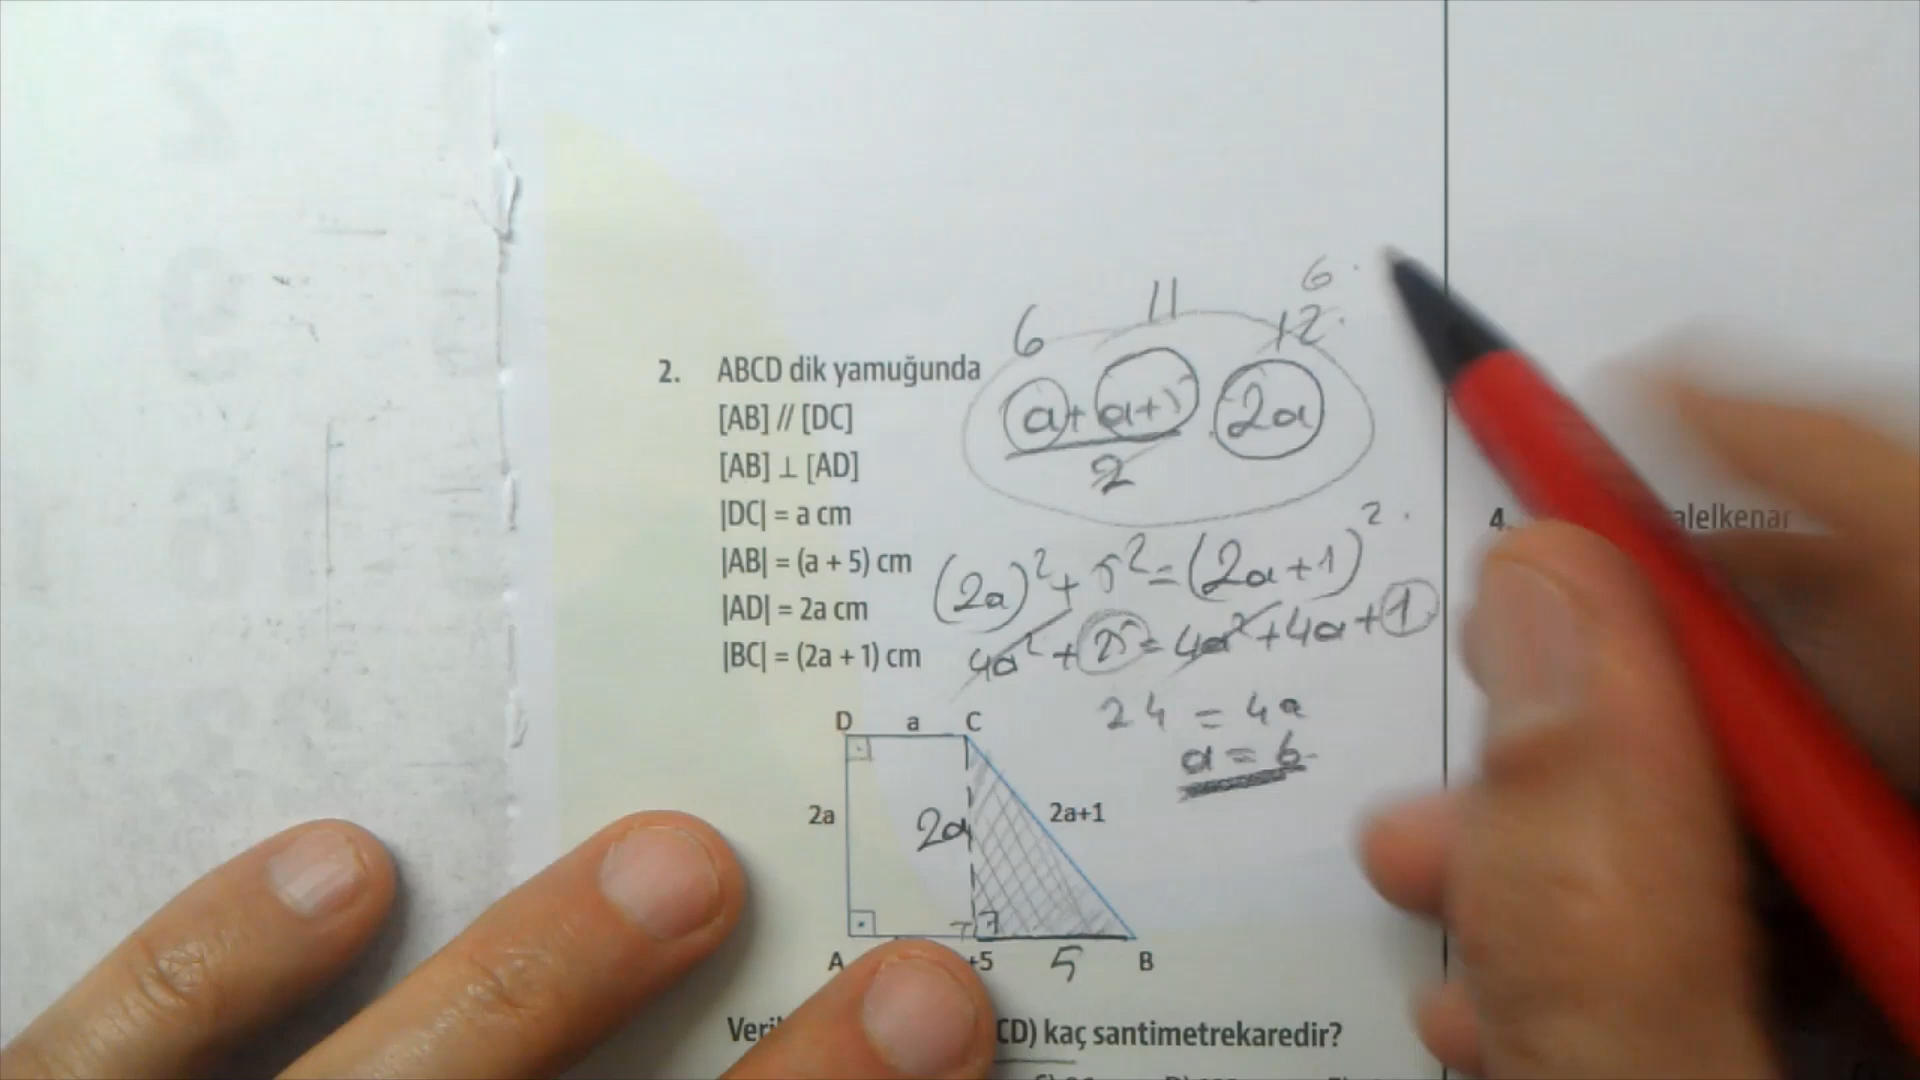 2. ABCD dik yamuğunda
[AB] // [DC]
[AB] ⊥ [AD]
|DC| = a cm
|AB| = (a + 5) cm
|AD| = 2a cm
|BC| = (2a + 1) cm
6 11 12. 6.
a + a+5 2a
2
(2a)² + 5² = (2a+1)².
4a² + 25 = 4a² + 4a + 1
24 = 4a
a = 6
D a C
2a 2a 2a+1
A +5 5 B
CD) kaç santimetrekaredir?
4. alelkenar